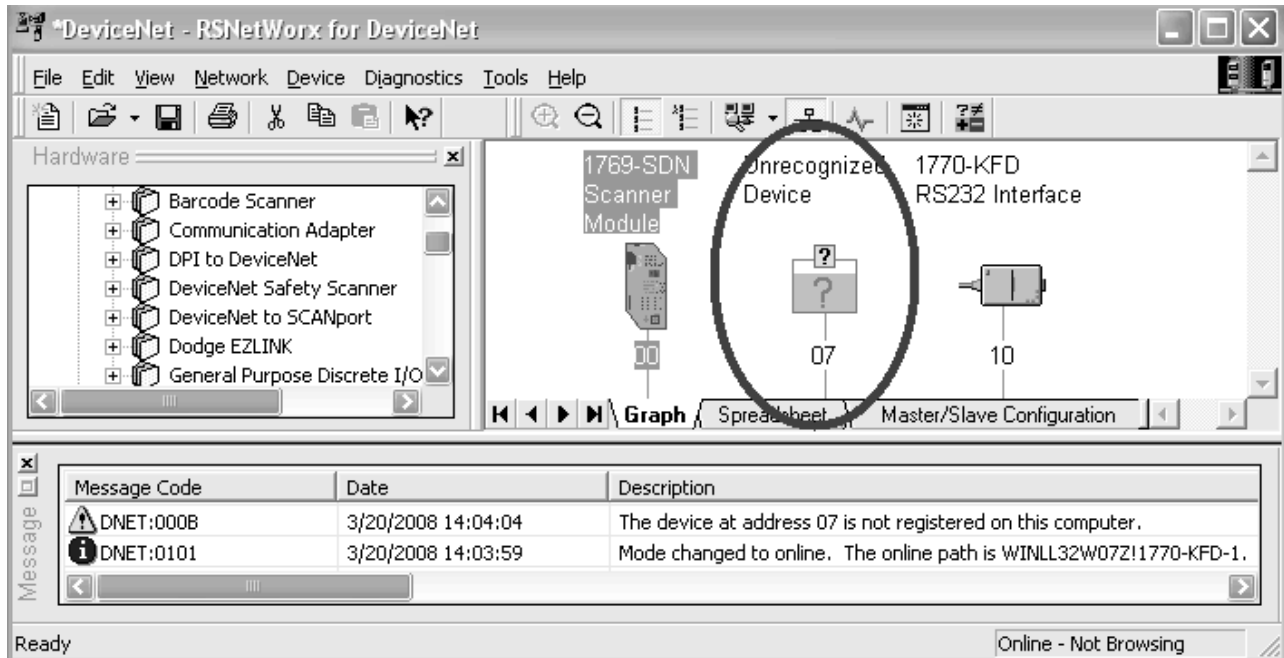 *DeviceNet - RSNetWorx for DeviceNet
File Edit View Network Device Diagnostics Tools Help
Hardware
Barcode Scanner
Communication Adapter
DPI to DeviceNet
DeviceNet Safety Scanner
DeviceNet to SCANport
Dodge EZLINK
General Purpose Discrete I/O
1769-SDN
Scanner
Module
00
Unrecognized
Device
?
?
07
1770-KFD
RS232 Interface
10
Graph Spreadsheet Master/Slave Configuration
Message
Message Code Date Description
DNET:000B 3/20/2008 14:04:04 The device at address 07 is not registered on this computer.
DNET:0101 3/20/2008 14:03:59 Mode changed to online. The online path is WINLL32W07Z!1770-KFD-1.
Ready Online - Not Browsing